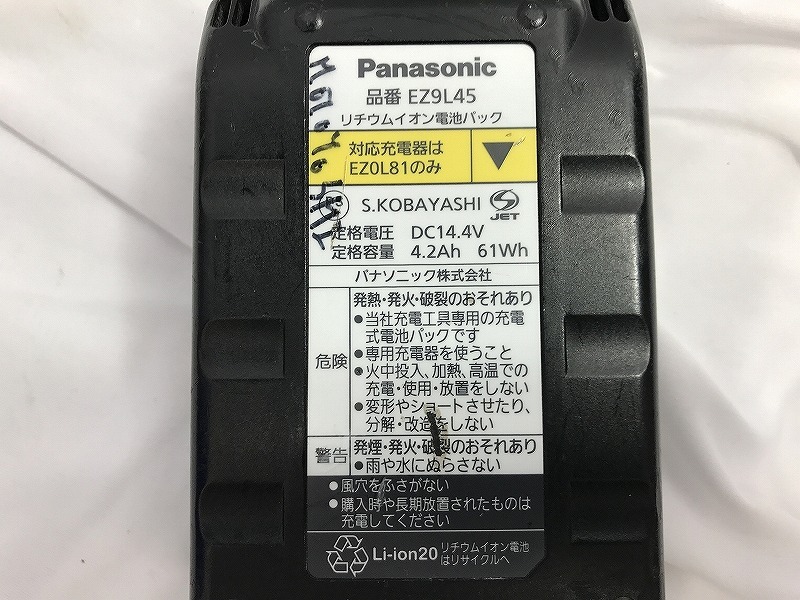 Panasonic
品番 EZ9L45
リチウムイオン電池パック
対応充電器は
EZ0L81のみ
S.KOBAYASHI
JET
定格電圧 DC14.4V
定格容量 4.2Ah 61Wh
パナソニック株式会社
危険
発熱・発火・破裂のおそれあり
●当社充電工具専用の充電
式電池パックです
●専用充電器を使うこと
●火中投入、加熱、高温での
充電・使用・放置をしない
●変形やショートさせたり、
分解・改造をしない
警告
発煙・発火・破裂のおそれあり
●雨や水にぬらさない
●風穴をふさがない
●購入時や長期放置されたものは
充電してください
Li-ion20 リチウムイオン電池
はリサイクルへ